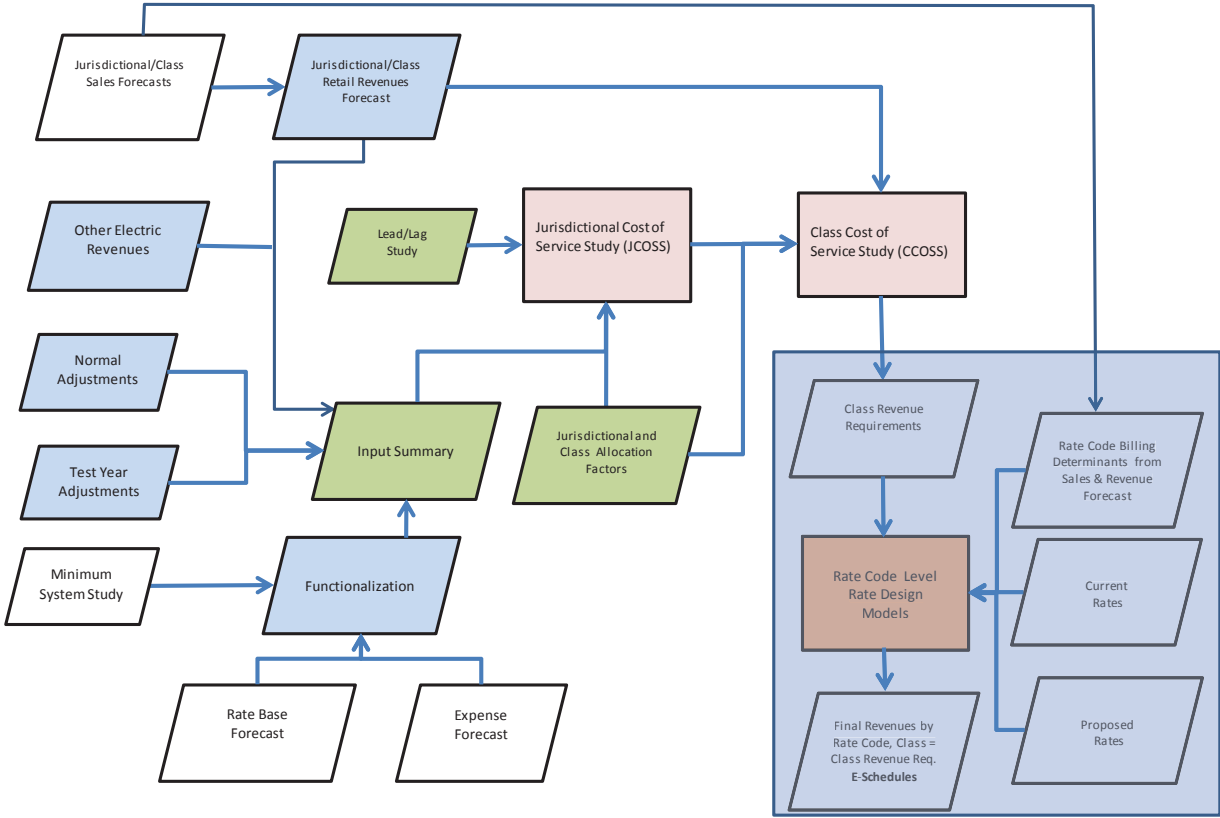 Jurisdictional/Class
Sales Forecasts
Jurisdictional/Class
Retail Revenues
Forecast
Other Electric
Revenues
Lead/Lag
Study
Jurisdictional Cost of
Service Study (JCOSS)
Class Cost of
Service Study (CCOSS)
Normal
Adjustments
Test Year
Adjustments
Input Summary
Jurisdictional and
Class Allocation
Factors
Class Revenue
Requirements
Rate Code Billing
Determinants from
Sales & Revenue
Forecast
Minimum
System Study
Functionalization
Rate Code Level
Rate Design
Models
Current
Rates
Rate Base
Forecast
Expense
Forecast
Final Revenues by
Rate Code, Class =
Class Revenue Req.
E-Schedules
Proposed
Rates